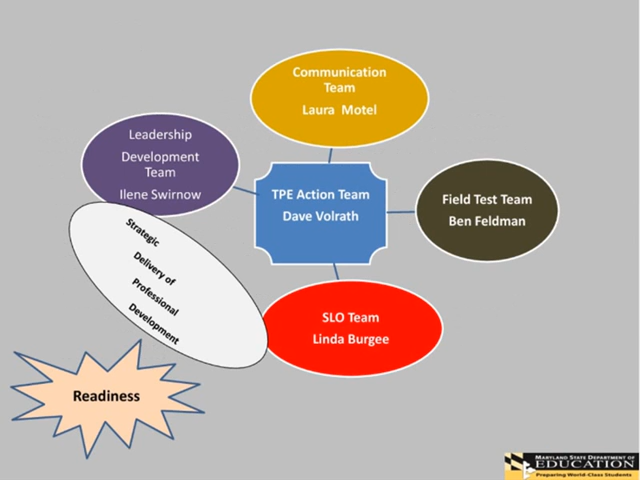 Communication
Team
Laura Motel
Leadership
Development
Team
Ilene Swirnow
TPE Action Team
Dave Volrath
Field Test Team
Ben Feldman
Strategic
Delivery of
Professional
Development
SLO Team
Linda Burgee
Readiness
MARYLAND STATE DEPARTMENT OF
EDUCATION
Preparing World-Class Students